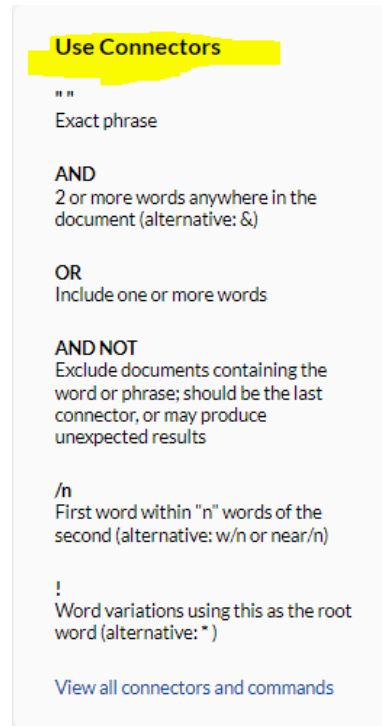 Use Connectors
" "
Exact phrase
AND
2 or more words anywhere in the
document (alternative: &)
OR
Include one or more words
AND NOT
Exclude documents containing the
word or phrase; should be the last
connector, or may produce
unexpected results
/n
First word within "n" words of the
second (alternative: w/n or near/n)
!
Word variations using this as the root
word (alternative: * )
View all connectors and commands